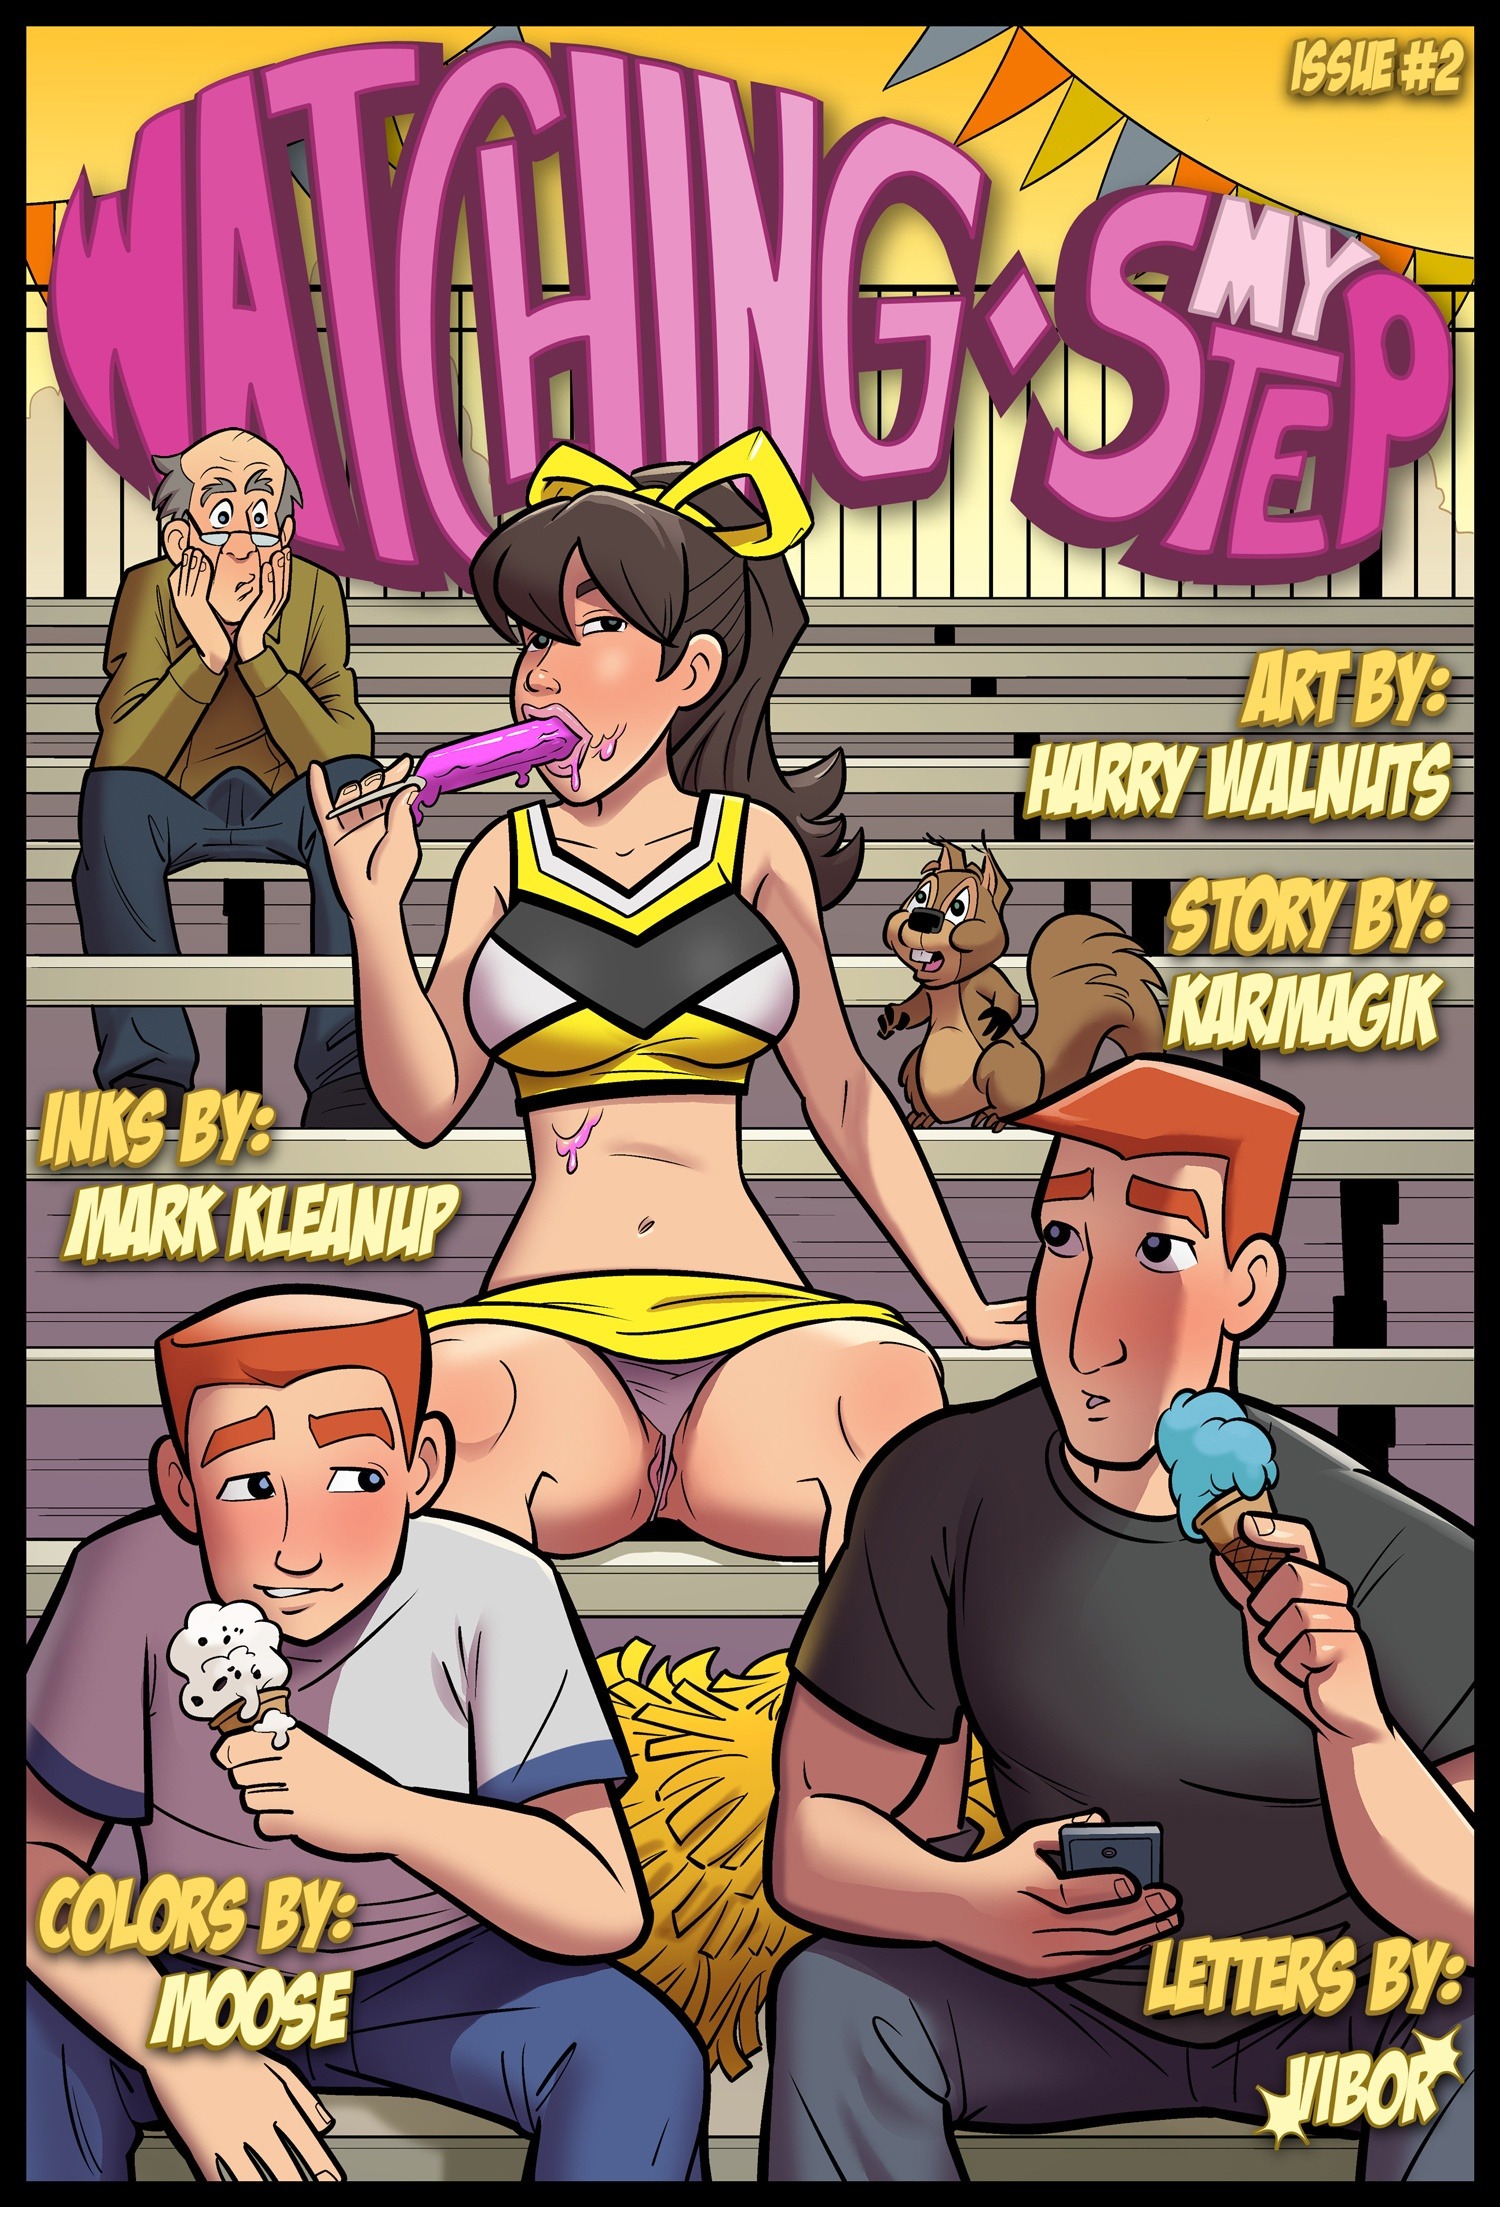 ISSUE #2
WATCHING·MY STEP
ART BY:
HARRY WALNUTS
STORY BY:
KARMAGIK
INKS BY:
MARK KLEANUP
COLORS BY:
MOOSE
LETTERS BY:
VIBOR